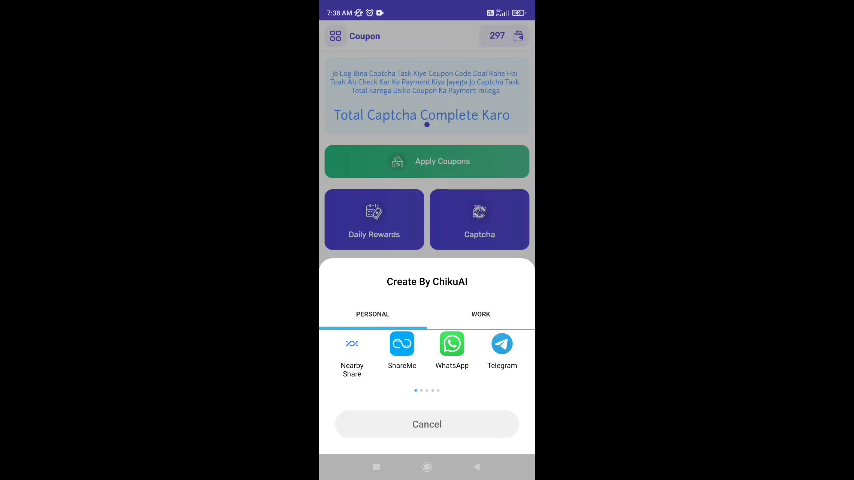 7:38 AM
Coupon
297
Jo Log Bina Captcha Task Kiye Coupon Code Daal Rahe Hai
Tuah Ab Check Kar Ka Payment Kiya Jayega Jo Captcha Task
Total karega Usiko Coupon Ka Payment milega
Total Captcha Complete Karo
Apply Coupons
Daily Rewards
Captcha
Create By ChikuAI
PERSONAL
WORK
Nearby
Share
ShareMe
WhatsApp
Telegram
Cancel